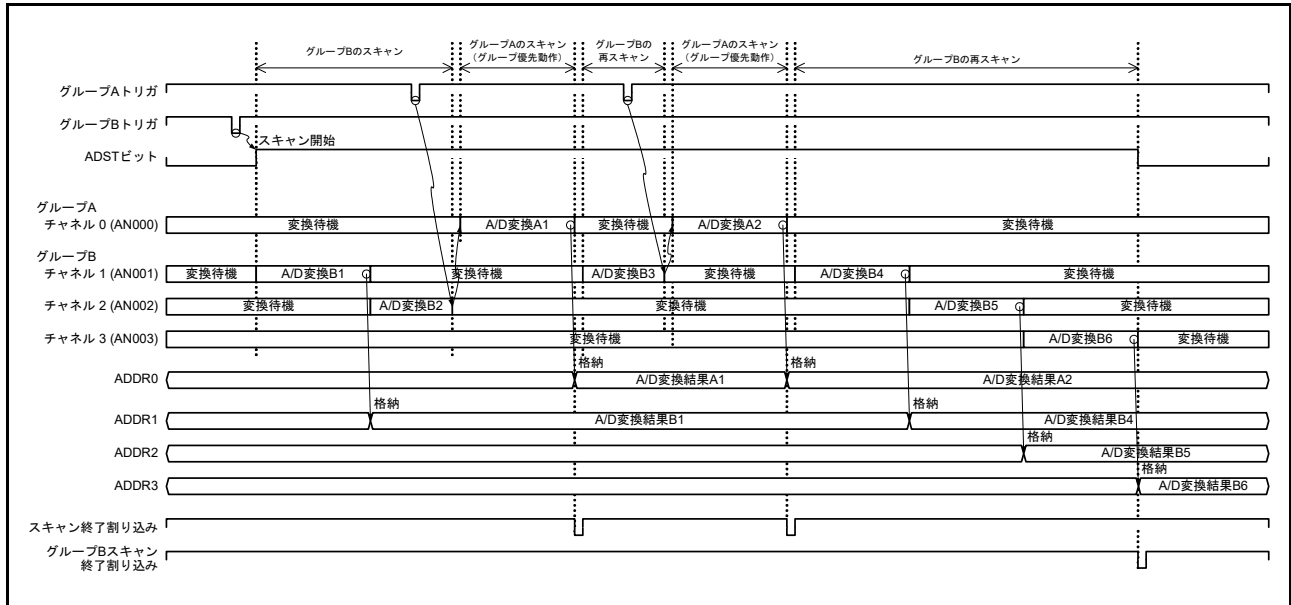 グループBのスキャン
グループAのスキャン
(グループ優先動作)
グループBの
再スキャン
グループAのスキャン
(グループ優先動作)
グループBの再スキャン
グループAトリガ
グループBトリガ
スキャン開始
ADSTビット
グループA
チャネル 0 (AN000)
変換待機
A/D変換A1
変換待機
A/D変換A2
変換待機
グループB
チャネル 1 (AN001)
変換待機
A/D変換B1
変換待機
A/D変換B3
変換待機
A/D変換B4
変換待機
チャネル 2 (AN002)
変換待機
A/D変換B2
変換待機
A/D変換B5
変換待機
チャネル 3 (AN003)
変換待機
A/D変換B6
変換待機
格納
格納
ADDR0
A/D変換結果A1
A/D変換結果A2
格納
格納
ADDR1
A/D変換結果B1
A/D変換結果B4
格納
ADDR2
A/D変換結果B5
格納
ADDR3
A/D変換結果B6
スキャン終了割り込み
グループBスキャン
終了割り込み